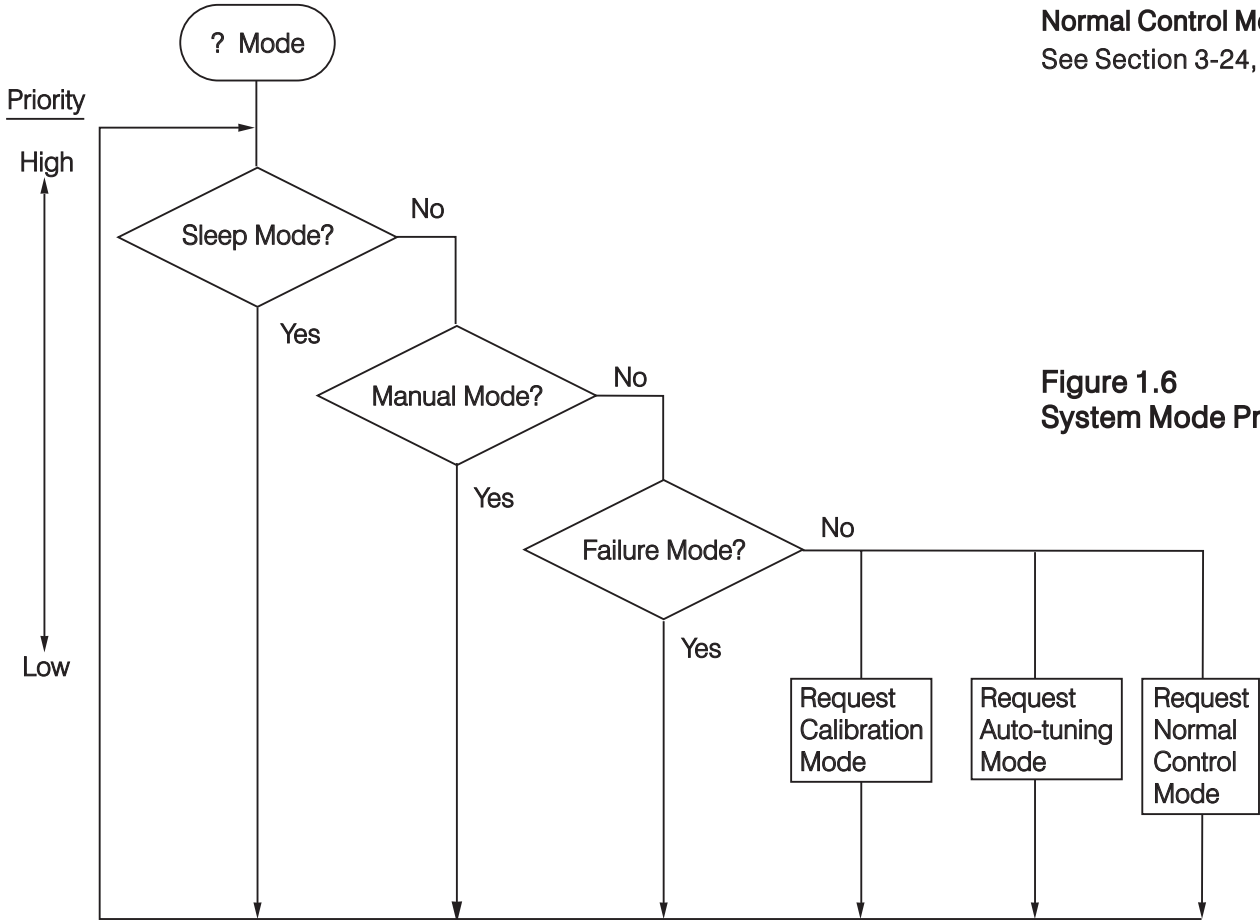 ? Mode
Normal Control
See Section 3-24,
Priority
High
No
Sleep Mode?
Yes
No
Manual Mode?
Figure 1.6
System Mode
Yes
No
Failure Mode?
Yes
Low
Request
Calibration
Mode
Request
Auto-tuning
Mode
Request
Normal
Control
Mode